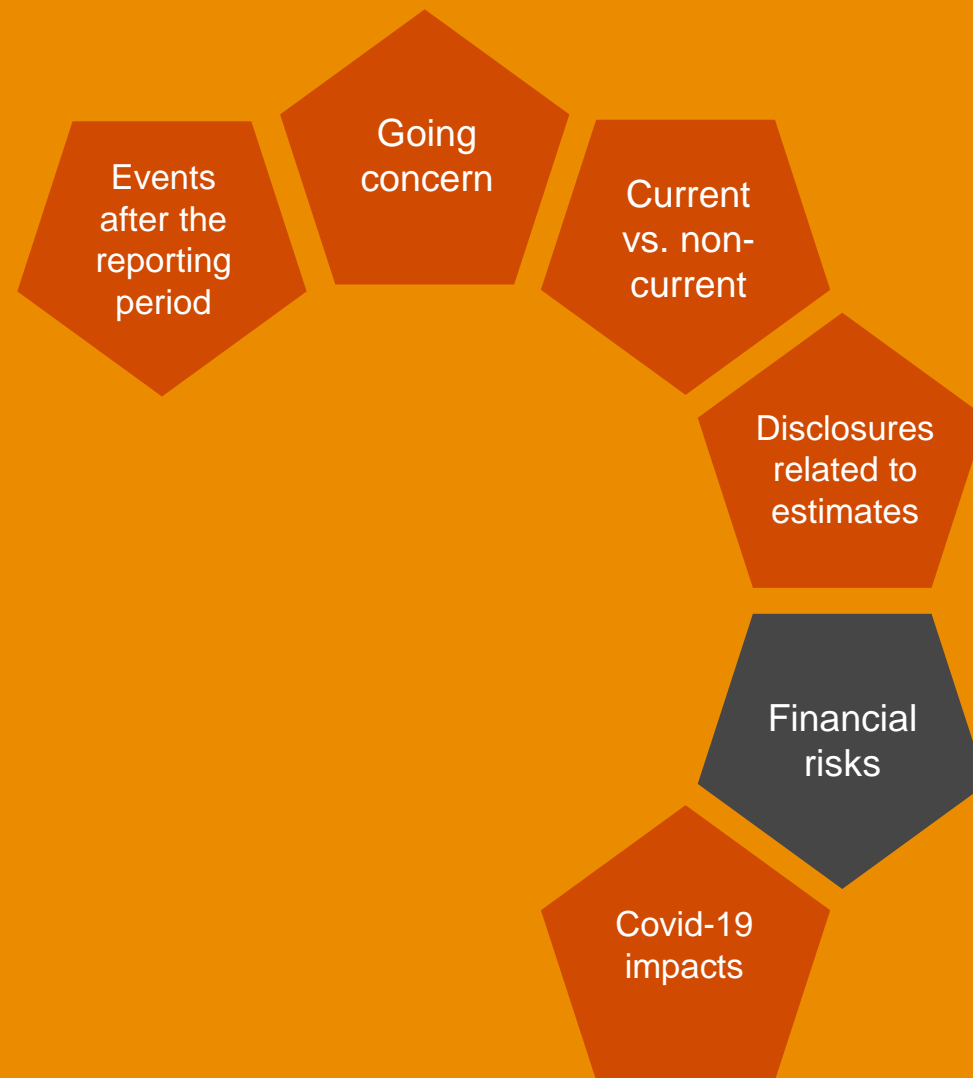 Events
after the
reporting
period
Going
concern
Current
vs. non-
current
Disclosures
related to
estimates
Financial
risks
Covid-19
impacts